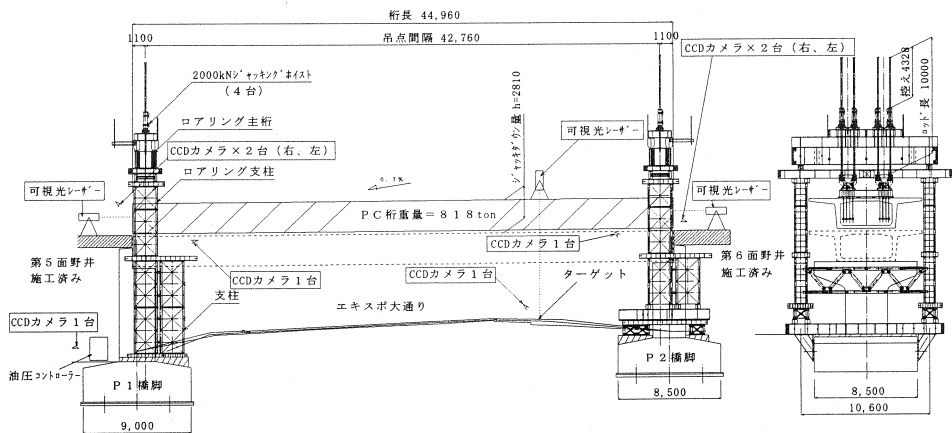 桁長 44,960
1100
吊点間隔 42,760
1100
CCDカメラ×2台(右、左)
2000kNジャッキングホイスト
(4台)
ロアリング主桁
CCDカメラ×2台(右、左)
ロアリング支柱
ジャッキダウン量 h=2810
可視光レーザー
控え4328
ロッド長 10000
可視光レーザー
0.7%
可視光レーザー
PC桁重量=818ton
CCDカメラ1台
第5面野井
施工済み
CCDカメラ1台
CCDカメラ1台
ターゲット
第6面野井
施工済み
支柱
エキスポ大通り
CCDカメラ1台
油圧コントローラー
P1橋脚
P2橋脚
9,000
8,500
8,500
10,600